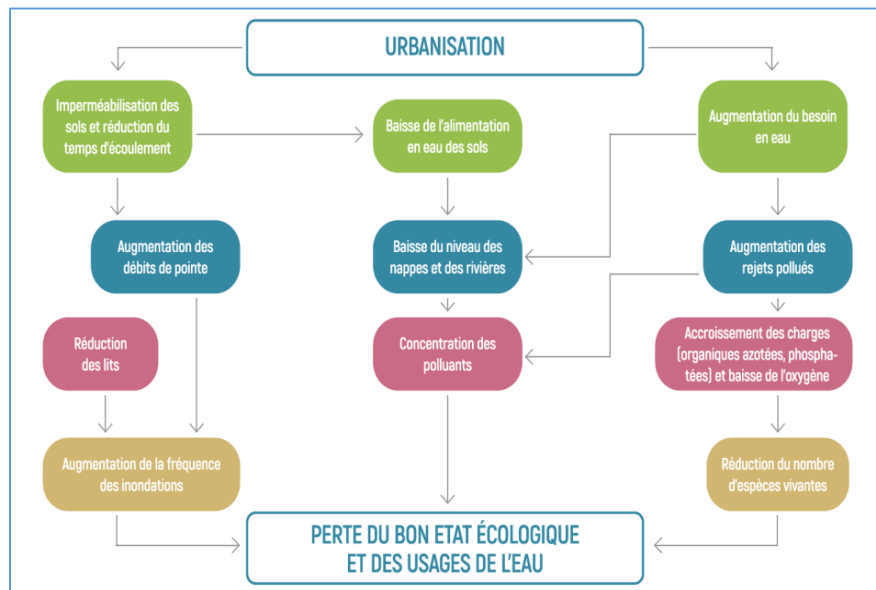 URBANISATION
Imperméabilisation des
sols et réduction du
temps d'écoulement
Baisse de l'alimentation
en eau des sols
Augmentation du besoin
en eau
Augmentation des
débits de pointe
Baisse du niveau des
nappes et des rivières
Augmentation des
rejets pollués
Réduction
des lits
Concentration des
polluants
Accroissement des charges
(organiques azotées, phospha-
tées) et baisse de l'oxygène
Augmentation de la fréquence
des inondations
Réduction du nombre
d'espèces vivantes
PERTE DU BON ETAT ÉCOLOGIQUE
ET DES USAGES DE L'EAU